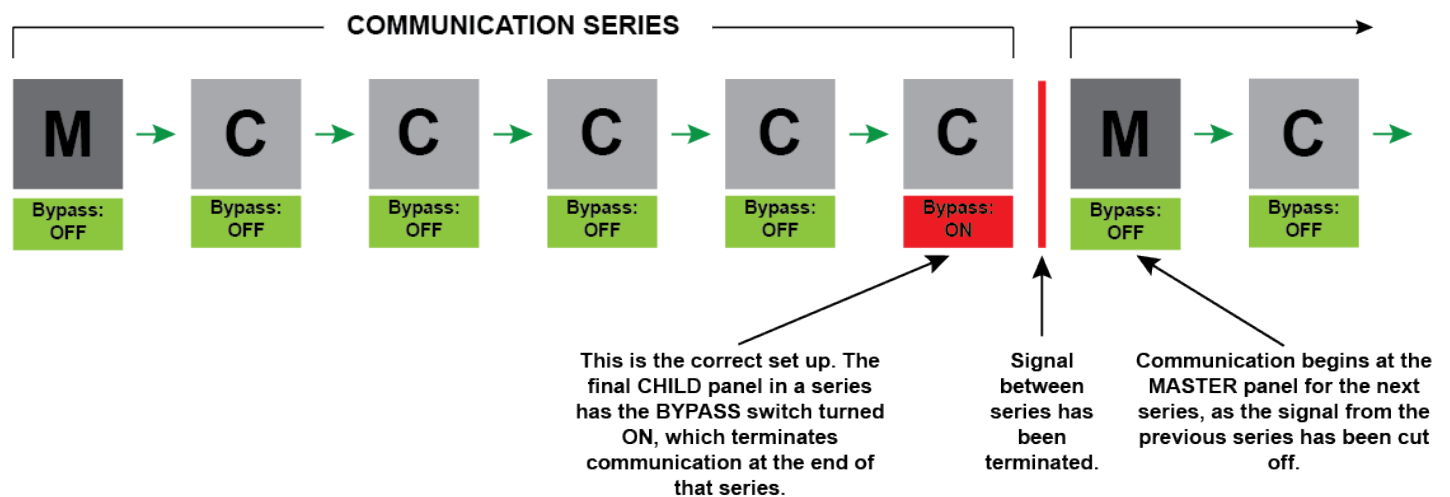 COMMUNICATION SERIES
M
C
C
C
C
C
M
C
Bypass:
OFF
Bypass:
OFF
Bypass:
OFF
Bypass:
OFF
Bypass:
OFF
Bypass:
ON
Bypass:
OFF
Bypass:
OFF
This is the correct set up. The
final CHILD panel in a series
has the BYPASS switch turned
ON, which terminates
communication at the end of
that series.
Signal
between
series has
been
terminated.
Communication begins at the
MASTER panel for the next
series, as the signal from the
previous series has been cut
off.